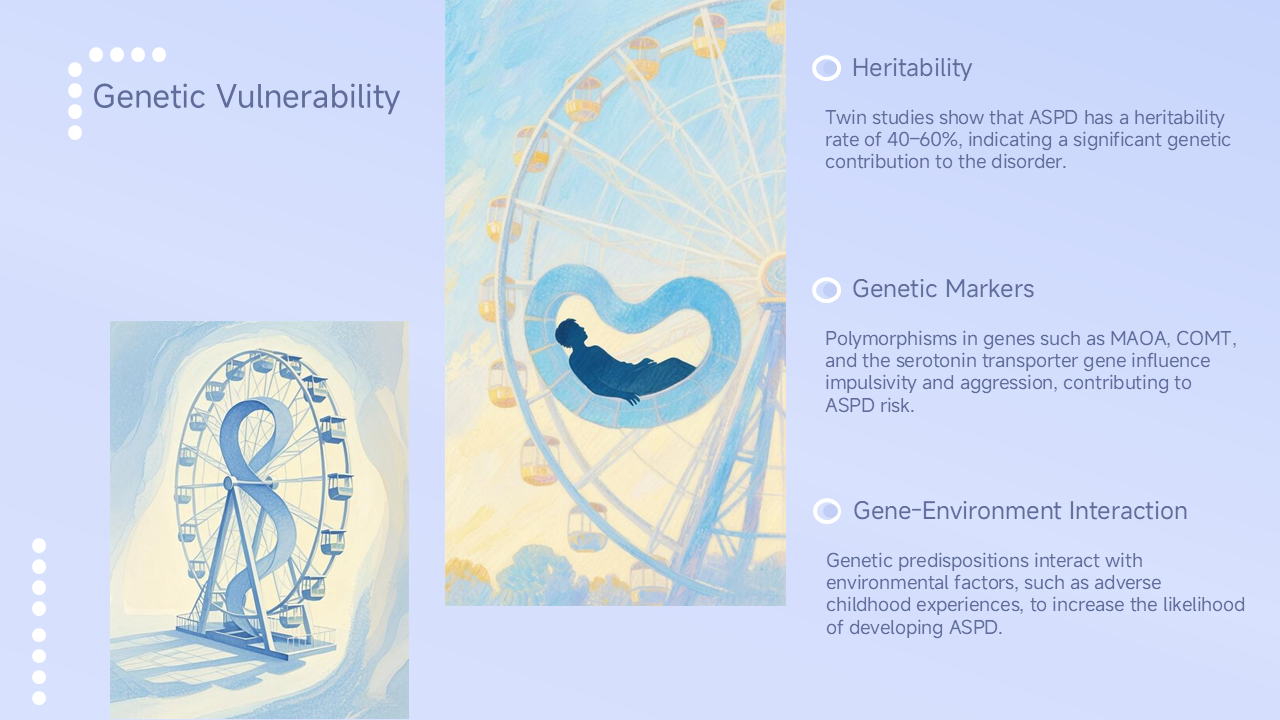 Genetic Vulnerability
Heritability
Twin studies show that ASPD has a heritability
rate of 40–60%, indicating a significant genetic
contribution to the disorder.
Genetic Markers
Polymorphisms in genes such as MAOA, COMT,
and the serotonin transporter gene influence
impulsivity and aggression, contributing to
ASPD risk.
Gene-Environment Interaction
Genetic predispositions interact with
environmental factors, such as adverse
childhood experiences, to increase the likelihood
of developing ASPD.